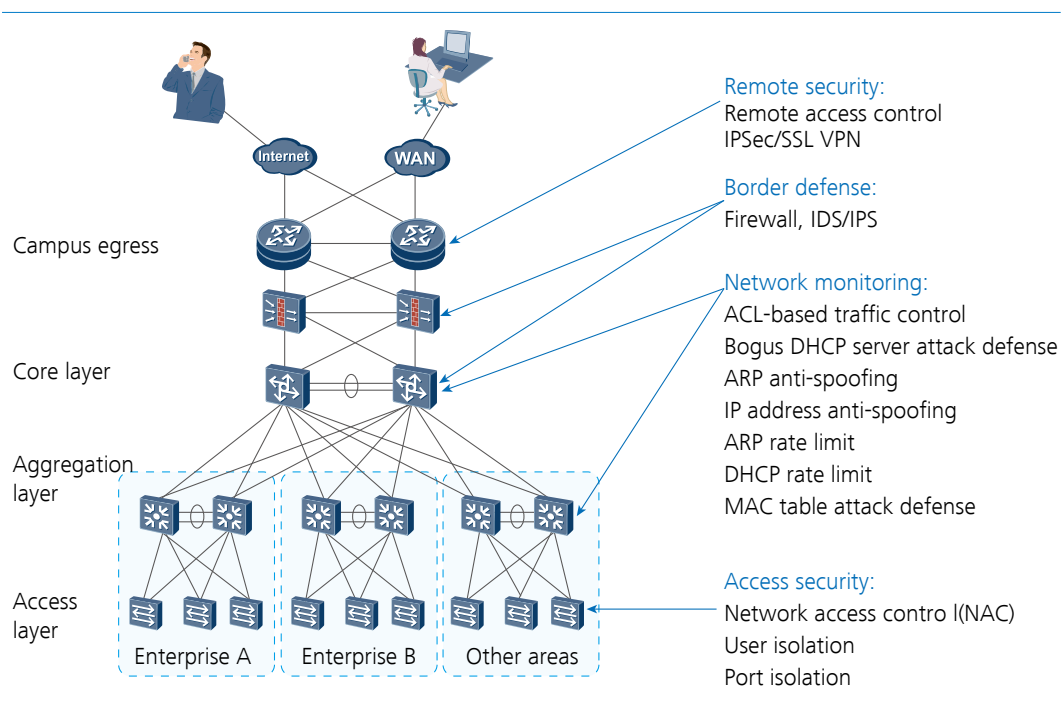 Remote security:
Remote access control
IPSec/SSL VPN
Internet
WAN
Border defense:
Firewall, IDS/IPS
Campus egress
Network monitoring:
ACL-based traffic control
Bogus DHCP server attack defense
ARP anti-spoofing
IP address anti-spoofing
ARP rate limit
DHCP rate limit
MAC table attack defense
Core layer
Aggregation
layer
Access security:
Network access contro l(NAC)
User isolation
Port isolation
Access
layer
Enterprise A
Enterprise B
Other areas